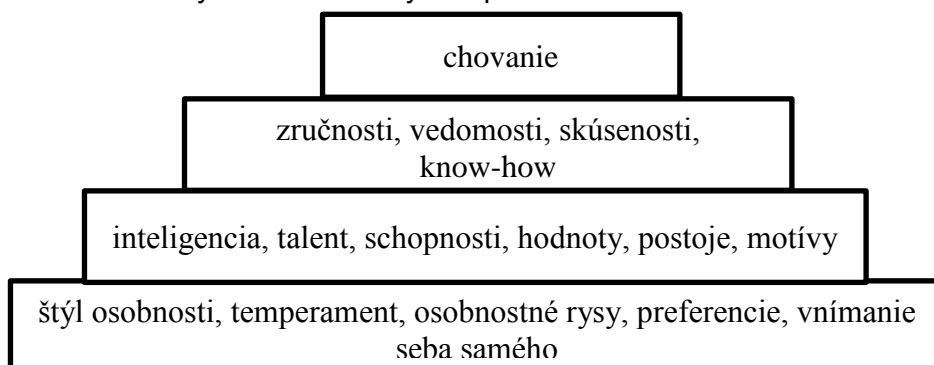 chovanie
zručnosti, vedomosti, skúsenosti,
know-how
inteligencia, talent, schopnosti, hodnoty, postoje, motívy
štýl osobnosti, temperament, osobnostné rysy, preferencie, vnímanie
seba samého